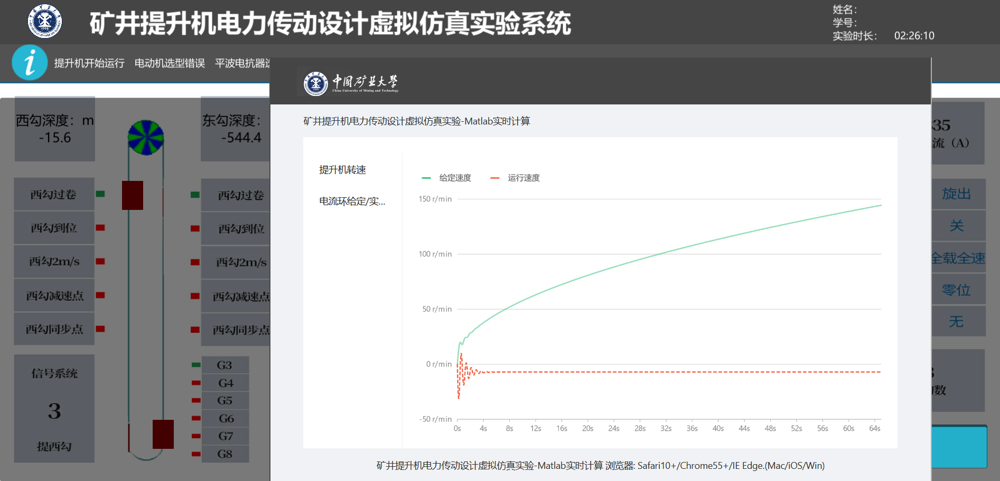 矿井提升机电力传动设计虚拟仿真实验系统
姓名：
学号：
实验时长： 02:26:10
提升机开始运行 电动机选型错误 平波电抗器
中国矿业大学
China University of Mining and Technology
矿井提升机电力传动设计虚拟仿真实验-Matlab实时计算
西勾深度： m
-15.6
东勾深度：
-544.4
35
流（A）
提升机转速
电流环给定/实...
给定速度 运行速度
150 r/min
100 r/min
50 r/min
0 r/min
-50 r/min
0s 4s 8s 12s 16s 20s 24s 28s 32s 36s 40s 44s 48s 52s 56s 60s 64s
西勾过卷
西勾到位
西勾2m/s
西勾减速点
西勾同步点
西勾过卷
西勾到位
西勾2m/s
西勾减速点
西勾同步点
旋出
关
全载全速
零位
无
信号系统
3
提西勾
G3
G4
G5
G6
G7
G8
数
矿井提升机电力传动设计虚拟仿真实验-Matlab实时计算 浏览器: Safari10+/Chrome55+/IE Edge.(Mac/iOS/Win)